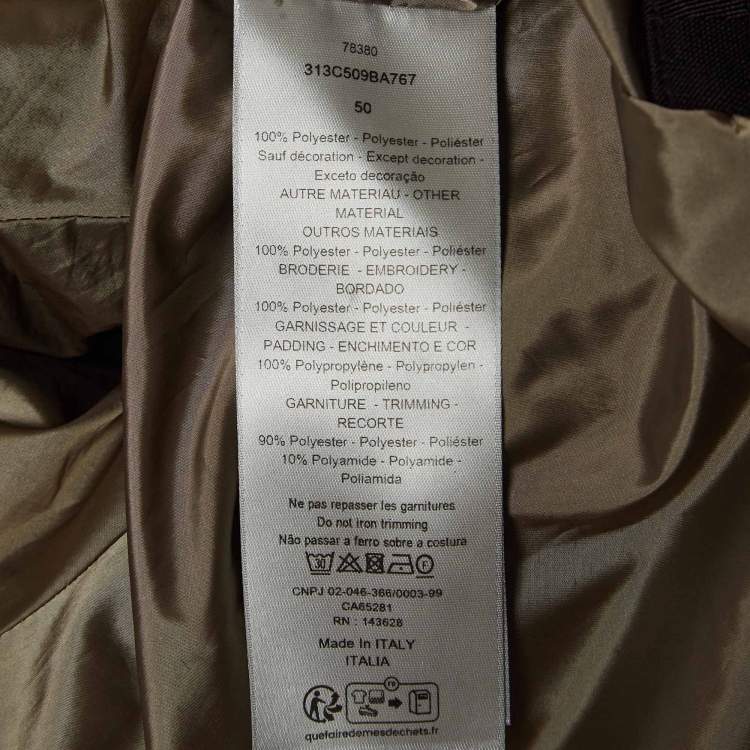 78380
313C509BA767
50
100% Polyester - Polyester - Poliéster
Sauf décoration - Except decoration -
Exceto decoração
AUTRE MATERIAU - OTHER
MATERIAL
OUTROS MATERIAIS
100% Polyester - Polyester - Poliéster
BRODERIE - EMBROIDERY -
BORDADO
100% Polyester - Polyester - Poliéster
GARNISSAGE ET COULEUR -
PADDING - ENCHIMENTO E COR
100% Polypropylène - Polypropylen -
Polipropileno
GARNITURE - TRIMMING -
RECORTE
90% Polyester - Polyester - Poliéster
10% Polyamide - Polyamide -
Poliamida
Ne pas repasser les garnitures
Do not iron trimming
Não passar a ferro sobre a costura
30 F
CNPJ 02-046-366/0003-99
CA65281
RN : 143628
Made In ITALY
ITALIA
FR
quefairedemesdechets.fr